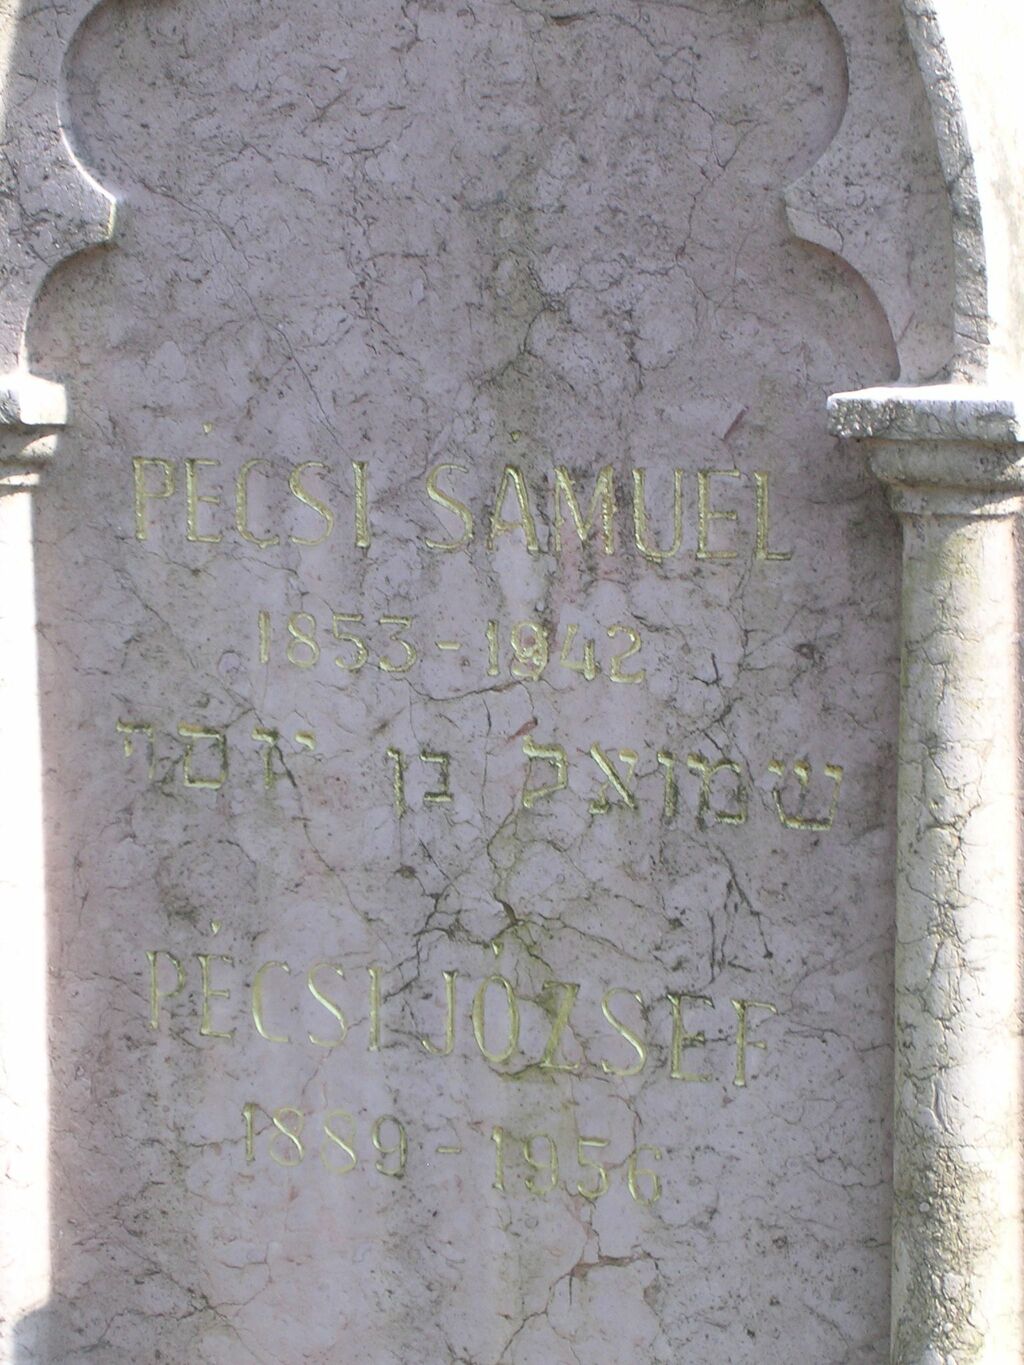 PÉCSI SÁMUEL
1853-1942
שמואל בן יוסף
PÉCSI JÓZSEF
1889-1956